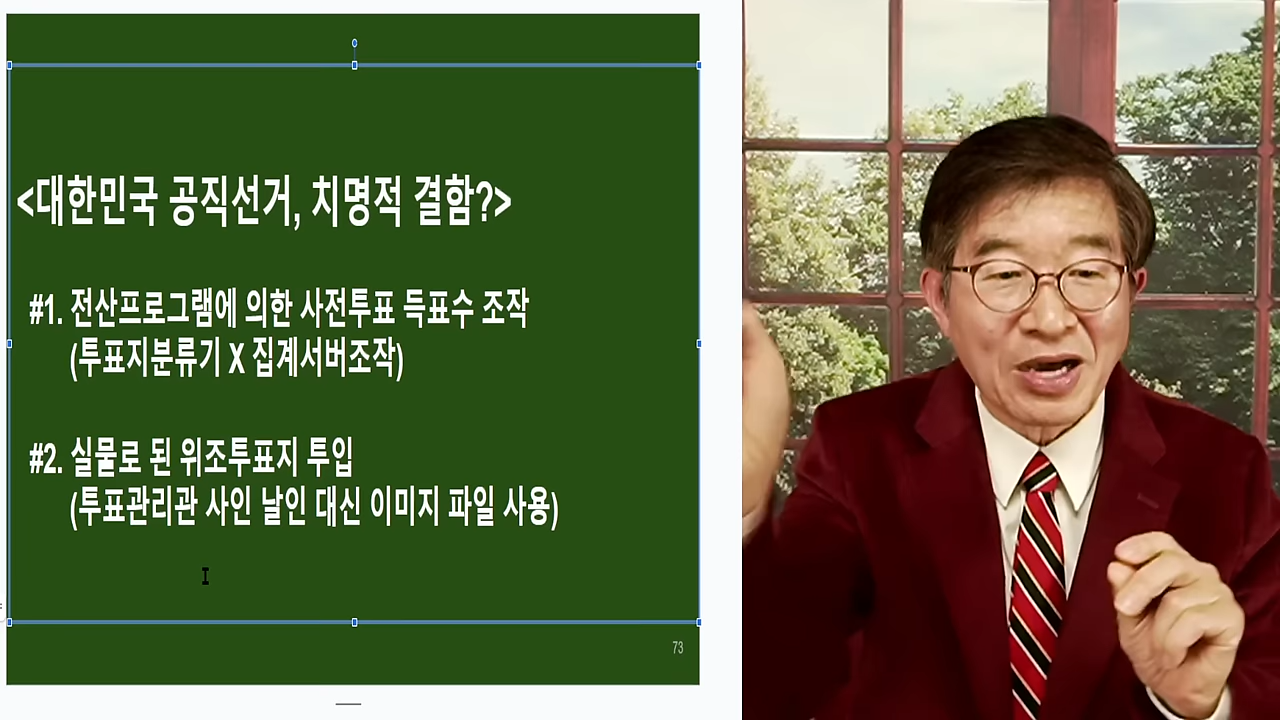 <대한민국 공직선거, 치명적 결함?>
#1. 전산프로그램에 의한 사전투표 득표수 조작
(투표지분류기 X 집계서버조작)
#2. 실물로 된 위조투표지 투입
(투표관리관 사인 날인 대신 이미지 파일 사용)
73